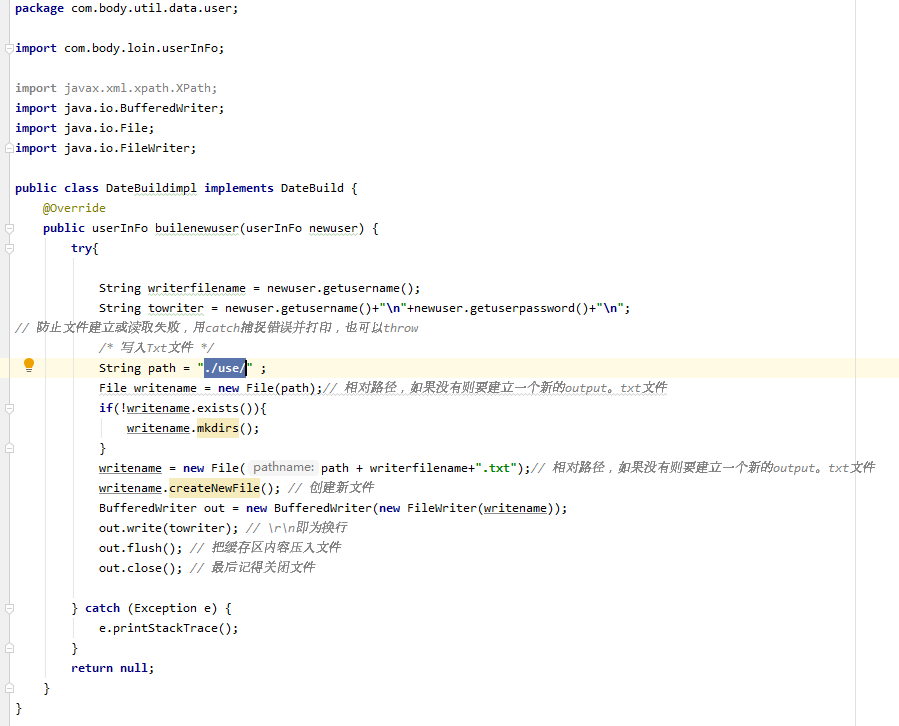 package com.body.util.data.user;
import com.body.loin.userInFo;
import javax.xml.xpath.XPath;
import java.io.BufferedWriter;
import java.io.File;
import java.io.FileWriter;
public class DateBuildimpl implements DateBuild {
@Override
public userInFo builenewuser(userInFo newuser) {
try{
String writerfilename = newuser.getusername();
String towriter = newuser.getusername()+"\n"+newuser.getuserpassword()+"\n";
// 防止文件建立或读取失败，用catch捕捉错误并打印，也可以throw
/* 写入Txt文件 */
String path = "./use/" ;
File writename = new File(path);// 相对路径，如果没有则要建立一个新的output。txt文件
if(!writename.exists()){
writename.mkdirs();
}
writename = new File( pathname: path + writerfilename+".txt");// 相对路径，如果没有则要建立一个新的output。txt文件
writename.createNewFile(); // 创建新文件
BufferedWriter out = new BufferedWriter(new FileWriter(writename));
out.write(towriter); // \r\n即为换行
out.flush(); // 把缓存区内容压入文件
out.close(); // 最后记得关闭文件
} catch (Exception e) {
e.printStackTrace();
}
return null;
}
}